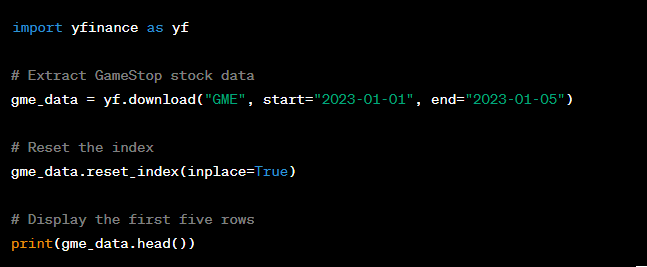 import yfinance as yf
# Extract GameStop stock data
gme_data = yf.download("GME", start="2023-01-01", end="2023-01-05")
# Reset the index
gme_data.reset_index(inplace=True)
# Display the first five rows
print(gme_data.head())